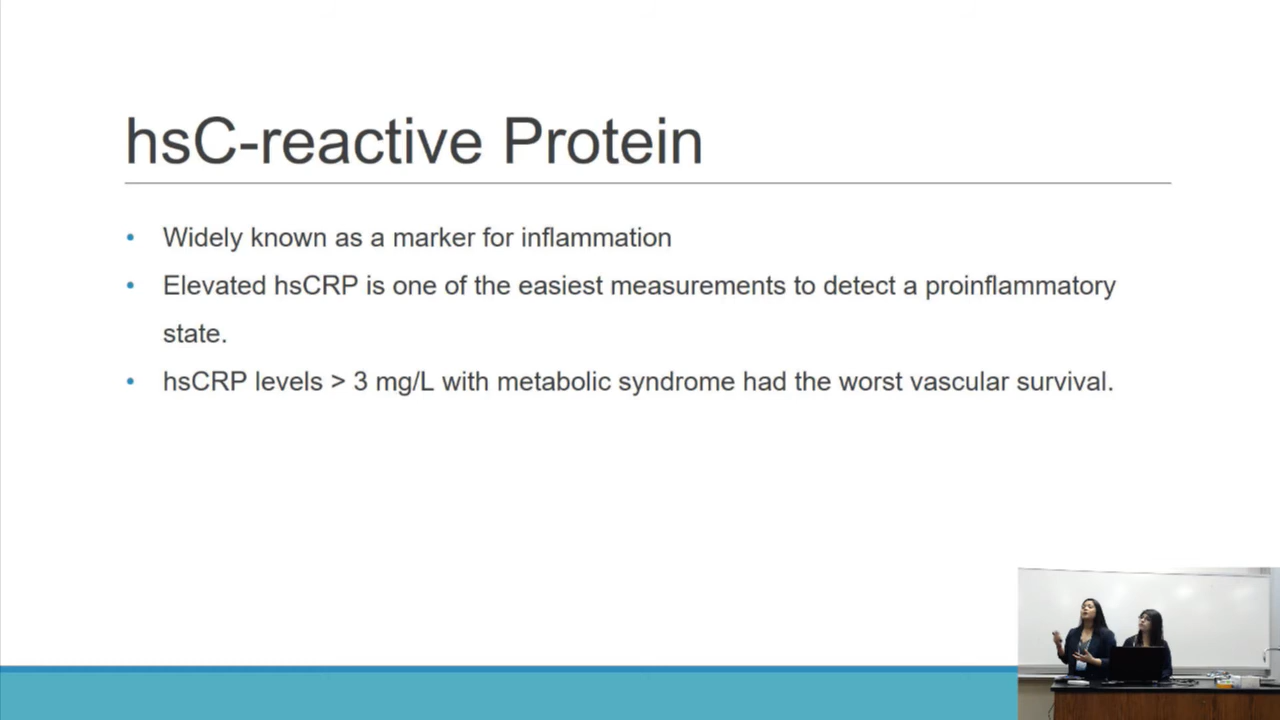 hsC-reactive Protein
• Widely known as a marker for inflammation
• Elevated hsCRP is one of the easiest measurements to detect a proinflammatory
state.
• hsCRP levels > 3 mg/L with metabolic syndrome had the worst vascular survival.